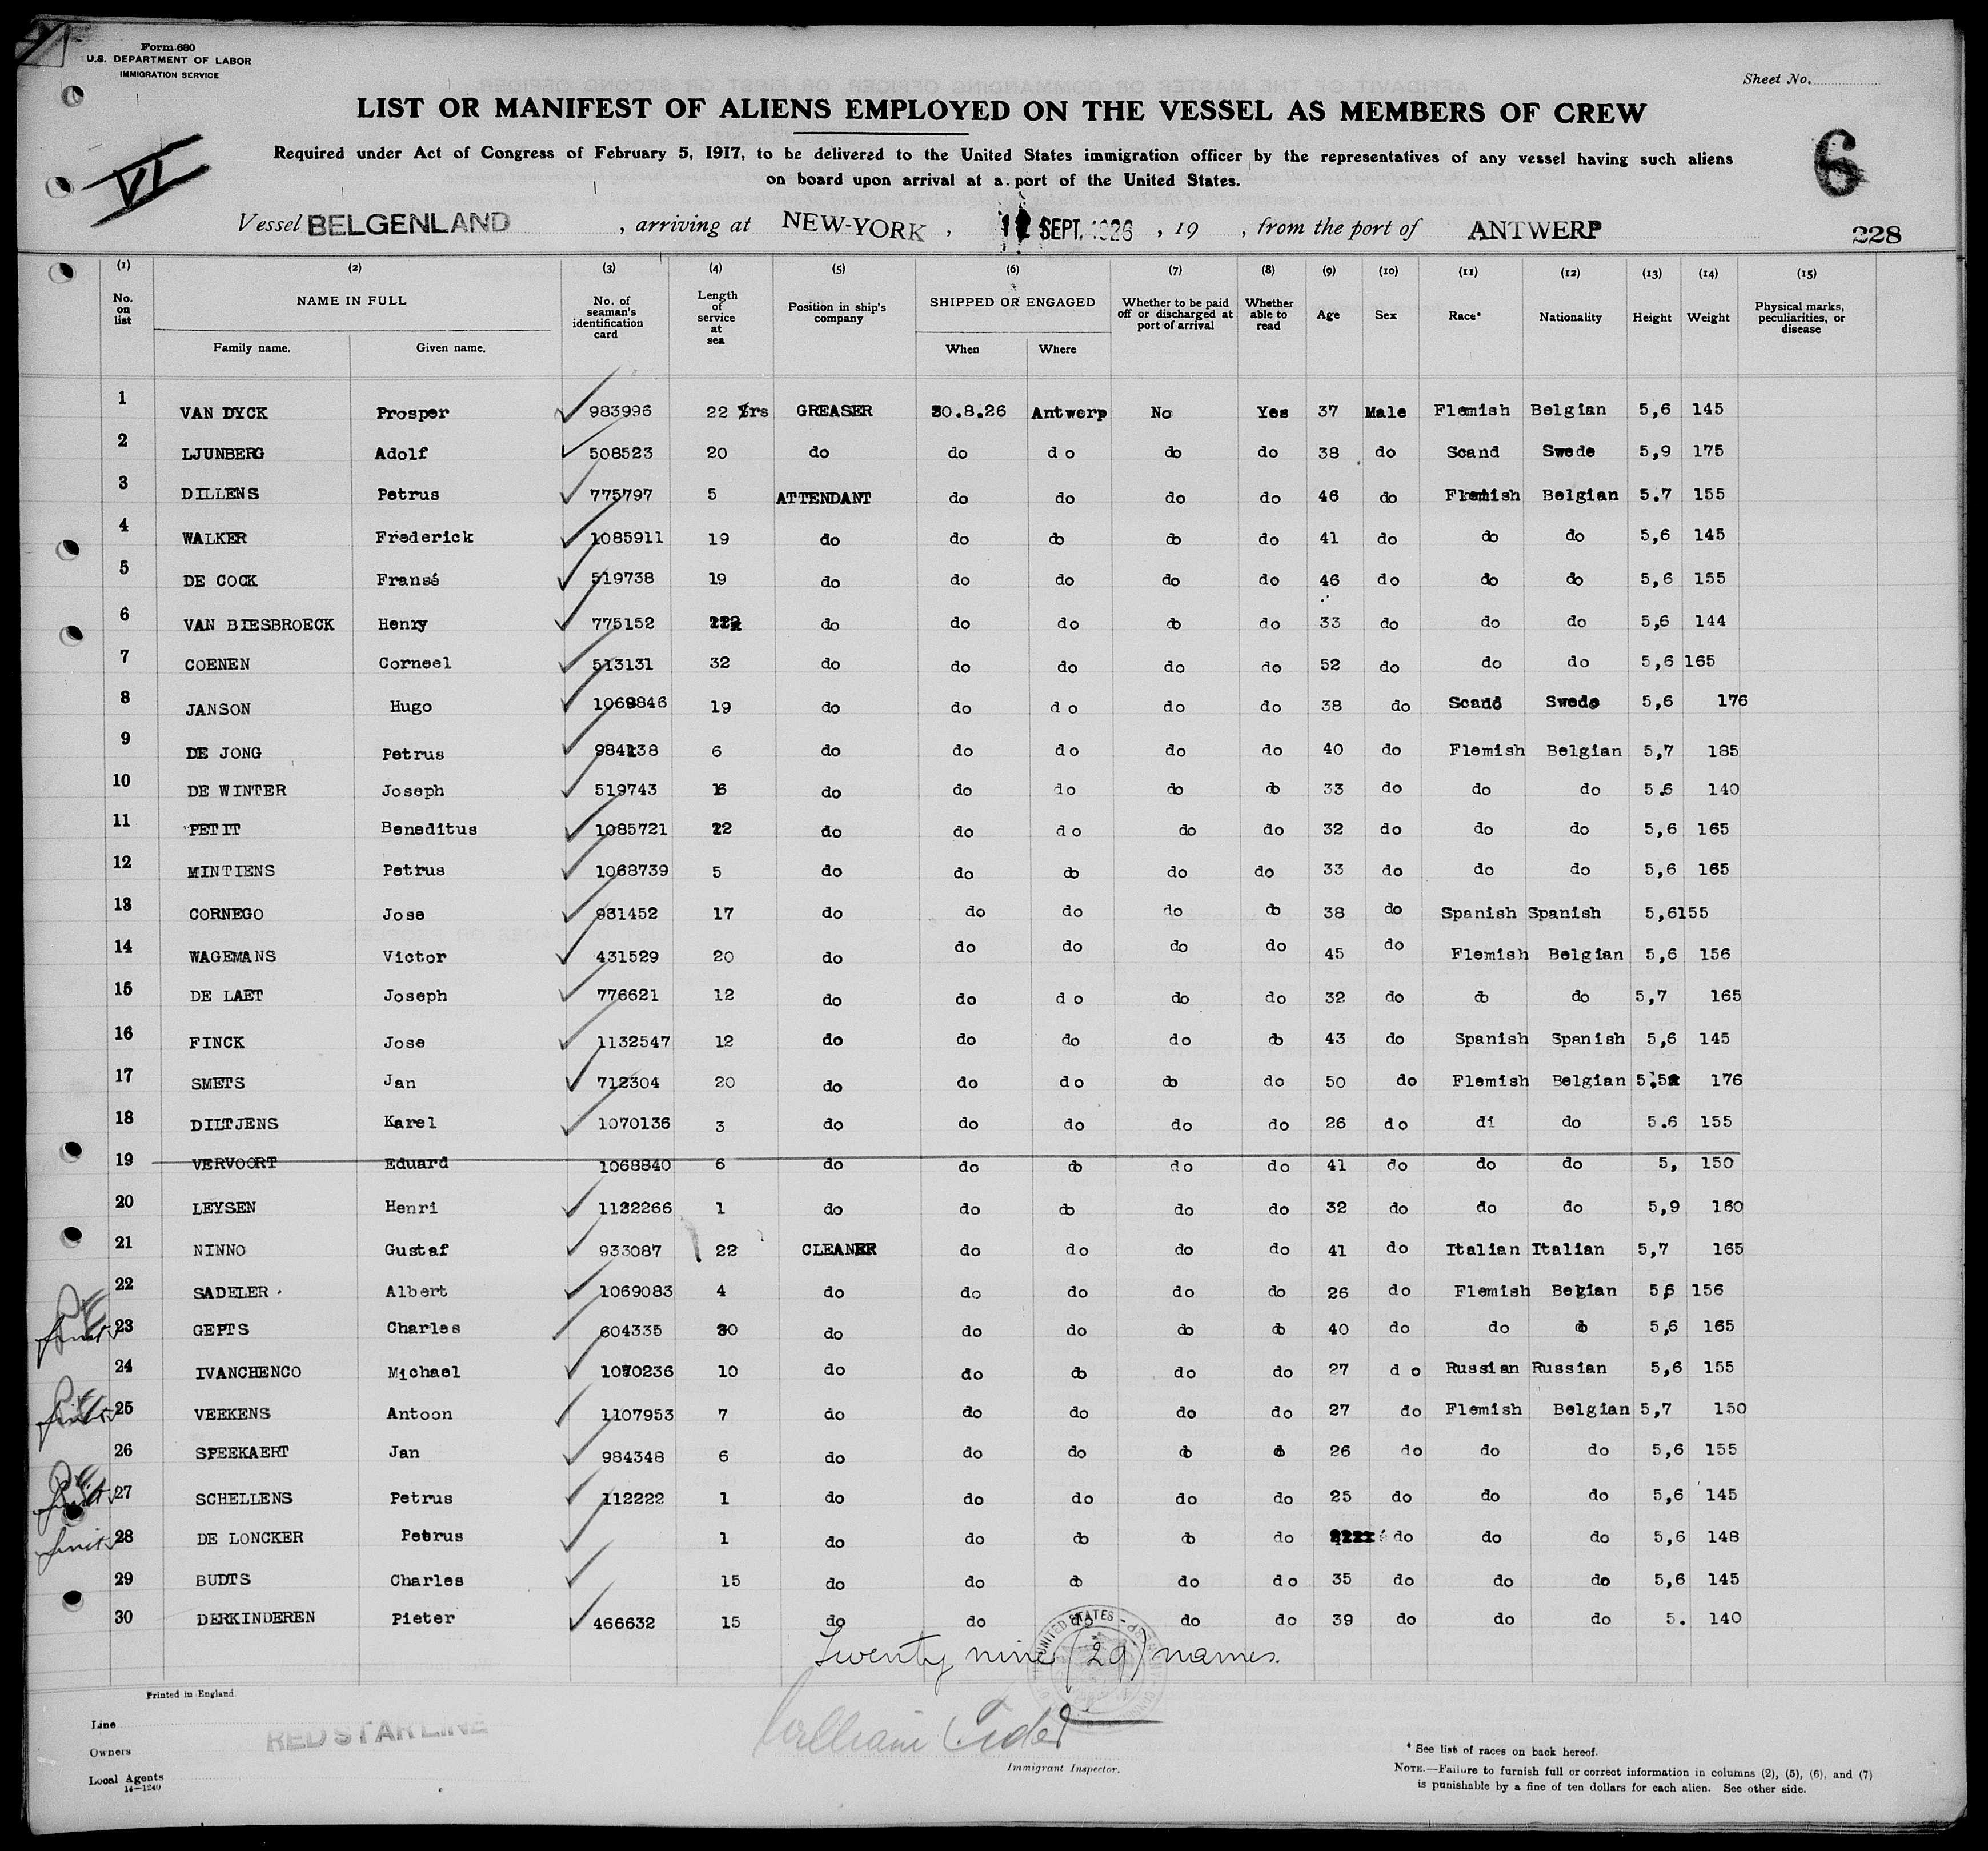 Form 680
U.S. DEPARTMENT OF LABOR
IMMIGRATION SERVICE
Sheet No.
LIST OR MANIFEST OF ALIENS EMPLOYED ON THE VESSEL AS MEMBERS OF CREW
Required under Act of Congress of February 5, 1917, to be delivered to the United States immigration officer by the representatives of any vessel having such aliens
on board upon arrival at a port of the United States.
VI
6
Vessel BELGENLAND, arriving at NEW-YORK, SEPT. 1926, 19 , from the port of ANTWERP
228
(1) (2) (3) (4) (5) (6) (7) (8) (9) (10) (11) (12) (13) (14) (15)
No. on list NAME IN FULL No. of seaman's identification card Length of service at sea Position in ship's company SHIPPED OR ENGAGED Whether to be paid off or discharged at port of arrival Whether able to read Age Sex Race* Nationality Height Weight Physical marks, peculiarities, or disease
Family name. Given name. When Where
1 VAN DYCK Prosper 983996 22 Yrs GREASER 30.8.26 Antwerp No Yes 37 Male Flemish Belgian 5,6 145
2 LJUNBERG Adolf 508523 20 do do do do do 38 do Scand Swede 5,9 175
3 DILLENS Petrus 775797 5 ATTENDANT do do do do 46 do Flemish Belgian 5.7 155
4 WALKER Frederick 1085911 19 do do do do do 41 do do do 5,6 145
5 DE COCK Frans 519738 19 do do do do do 46 do do do 5,6 155
6 VAN BIESBROECK Henry 775152 do do do do do 33 do do do 5,6 144
7 COENEN Corneel 513131 32 do do do do do 52 do do do 5,6 165
8 JANSON Hugo 1069846 19 do do do do do 38 do Scand Swede 5,6 176
9 DE JONG Petrus 984138 6 do do do do do 40 do Flemish Belgian 5,7 185
10 DE WINTER Joseph 519743 6 do do do do do 33 do do do 5.6 140
11 PETIT Beneditus 1085721 12 do do do do do 32 do do do 5,6 165
12 MINTIENS Petrus 1068739 5 do do do do do 33 do do do 5,6 165
13 CORNEGO Jose 931452 17 do do do do do 38 do Spanish Spanish 5,6 155
14 WAGEMANS Victor 431529 20 do do do do do 45 do Flemish Belgian 5,6 156
15 DE LAET Joseph 776621 12 do do do do do 32 do do do 5,7 165
16 FINCK Jose 1132547 12 do do do do do 43 do Spanish Spanish 5,6 145
17 SMETS Jan 712304 20 do do do do do 50 do Flemish Belgian 5,5 176
18 DILTJENS Karel 1070136 3 do do do do do 26 do di do 5.6 155
19 VERVOORT Eduard 1068840 6 do do do do do 41 do do do 5, 150
20 LEYSEN Henri 1132266 1 do do do do do 32 do do do 5,9 160
21 NINNO Gustaf 933087 22 CLEANER do do do do 41 do Italian Italian 5,7 165
22 SADELER Albert 1069083 4 do do do do do 26 do Flemish Begian 5,6 156
23 GEPTS Charles 604335 30 do do do do do 40 do do do 5,6 165
24 IVANCHENCO Michael 1070236 10 do do do do do 27 do Russian Russian 5,6 155
25 VEEKENS Antoon 1107953 7 do do do do do 27 do Flemish Belgian 5,7 150
26 SPEEKAERT Jan 984348 6 do do do do do 26 do do do 5,6 155
27 SCHELLENS Petrus 112222 1 do do do do do 25 do do do 5,6 145
28 DE LONCKER Petrus 1 do do do do do do do do 5,6 148
29 BUDTS Charles 15 do do do do do 35 do do do 5,6 145
30 DERKINDEREN Pieter 466632 15 do do do do do 39 do do do 5. 140
Twenty nine (29) names.
Printed in England
Line
RED STAR LINE
Owners
Local Agents
14-1240
William
Immigrant Inspector.
* See list of races on back hereof.
NOTE.—Failure to furnish full or correct information in columns (2), (5), (6), and (7)
is punishable by a fine of ten dollars for each alien. See other side.